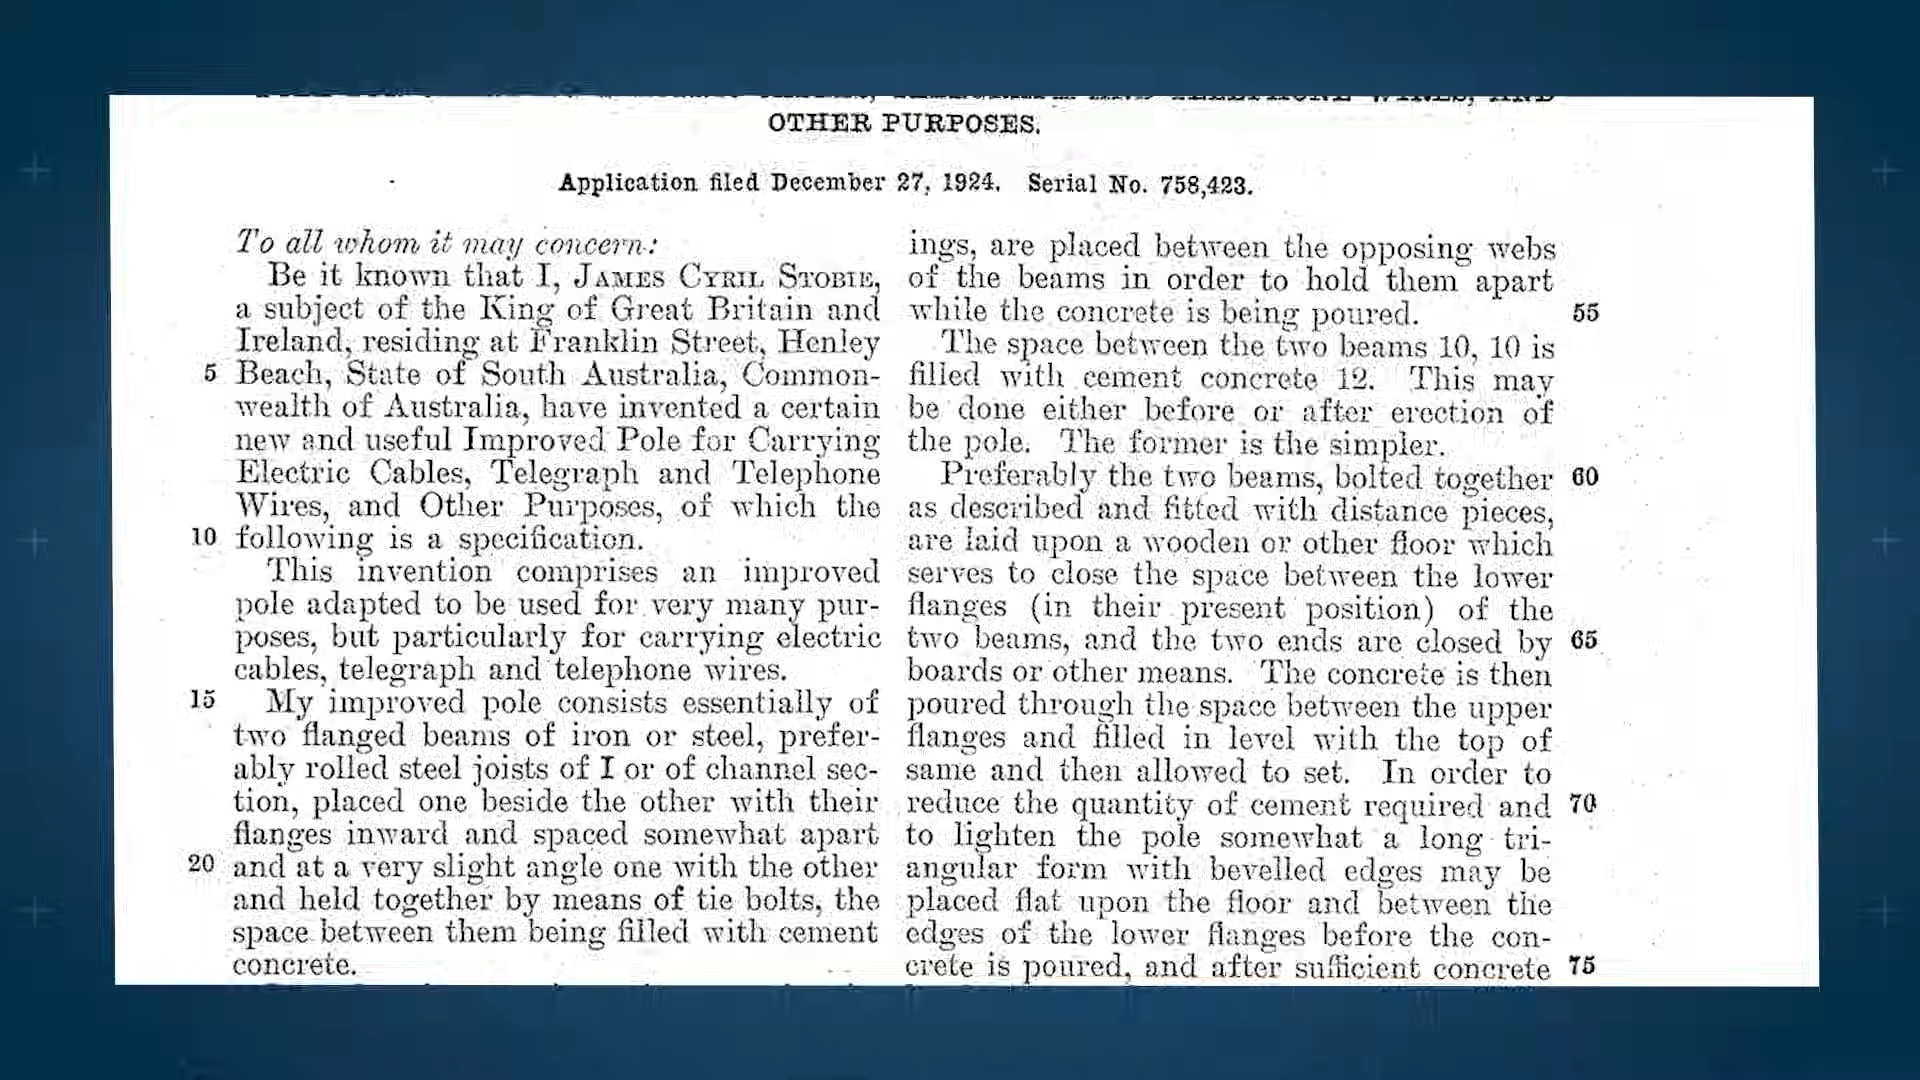 OTHER PURPOSES.
Application filed December 27, 1924. Serial No. 758,423.
To all whom it may concern:
Be it known that I, JAMES CYRIL STOBIE,
a subject of the King of Great Britain and
Ireland, residing at Franklin Street, Henley
5 Beach, State of South Australia, Common-
wealth of Australia, have invented a certain
new and useful Improved Pole for Carrying
Electric Cables, Telegraph and Telephone
Wires, and Other Purposes, of which the
10 following is a specification.
This invention comprises an improved
pole adapted to be used for very many pur-
poses, but particularly for carrying electric
cables, telegraph and telephone wires.
15 My improved pole consists essentially of
two flanged beams of iron or steel, prefer-
ably rolled steel joists of I or of channel sec-
tion, placed one beside the other with their
flanges inward and spaced somewhat apart
20 and at a very slight angle one with the other
and held together by means of tie bolts, the
space between them being filled with cement
concrete.
ings, are placed between the opposing webs
of the beams in order to hold them apart
while the concrete is being poured. 55
The space between the two beams 10, 10 is
filled with cement concrete 12. This may
be done either before or after erection of
the pole. The former is the simpler.
Preferably the two beams, bolted together 60
as described and fitted with distance pieces,
are laid upon a wooden or other floor which
serves to close the space between the lower
flanges (in their present position) of the
two beams, and the two ends are closed by 65
boards or other means. The concrete is then
poured through the space between the upper
flanges and filled in level with the top of
same and then allowed to set. In order to
reduce the quantity of cement required and 70
to lighten the pole somewhat a long tri-
angular form with bevelled edges may be
placed flat upon the floor and between the
edges of the lower flanges before the con-
crete is poured, and after sufficient concrete 75